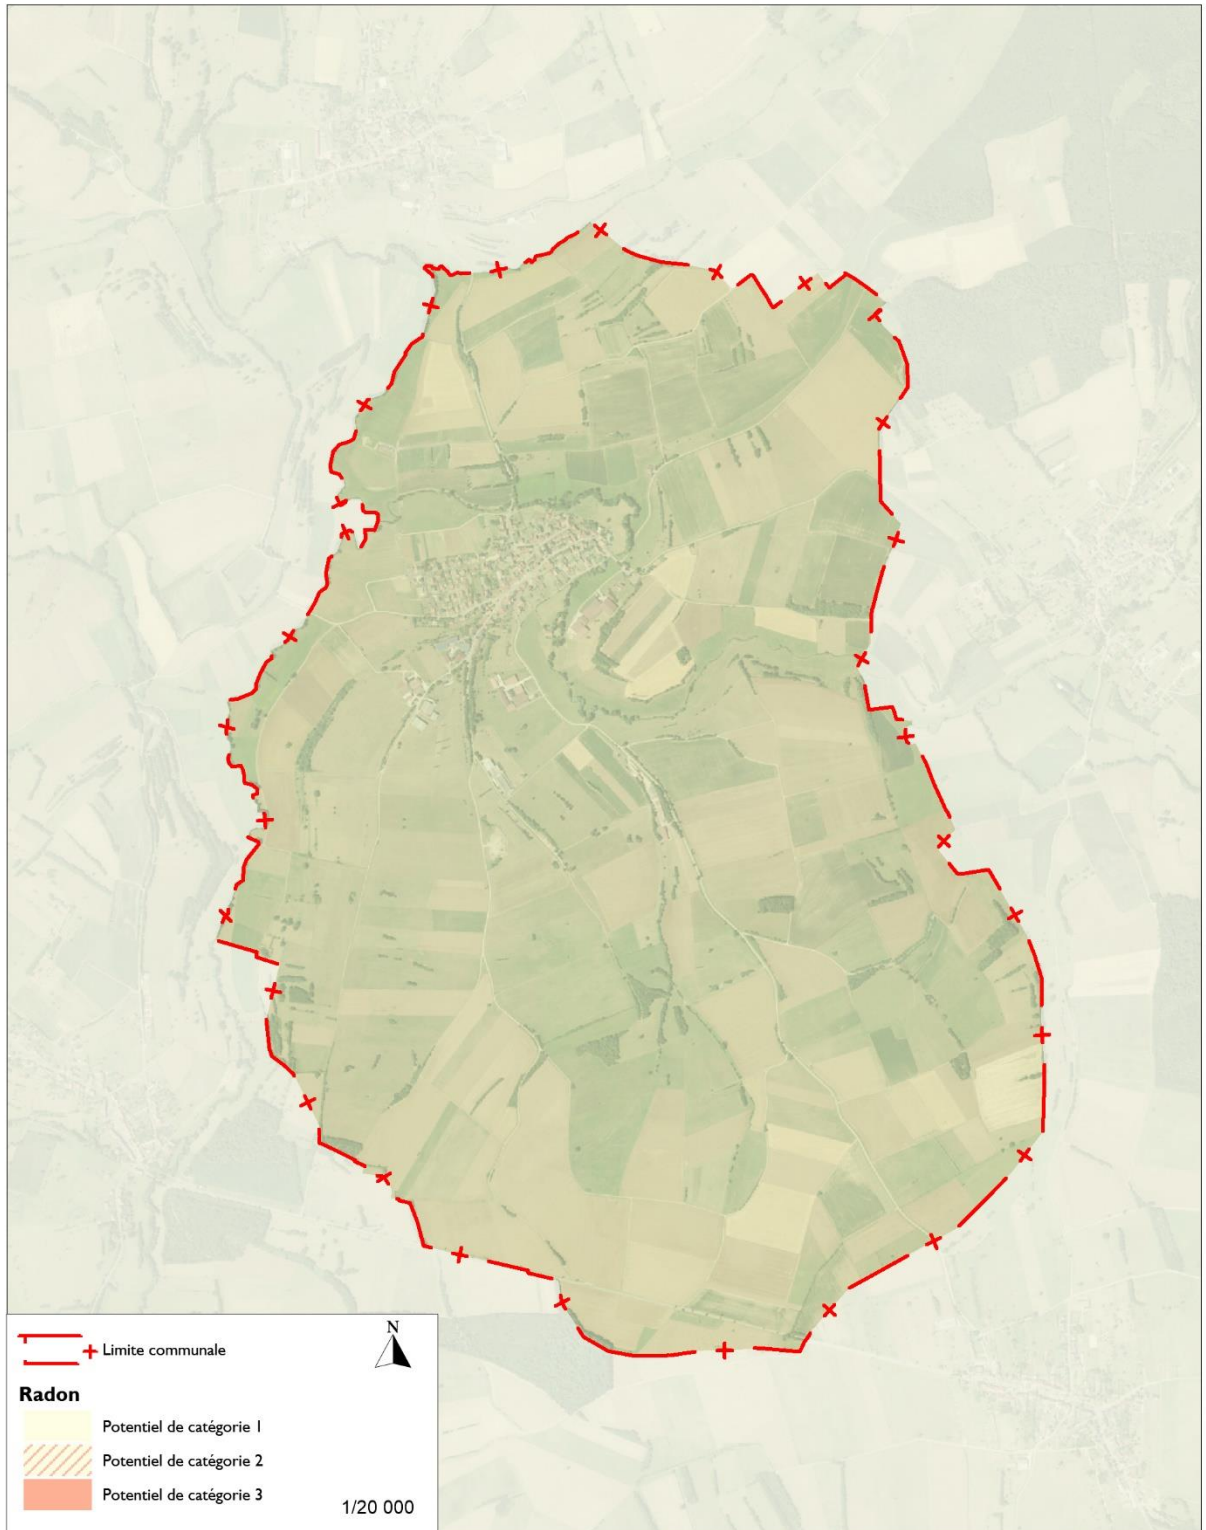 N
Limite communale
Radon
Potentiel de catégorie 1
Potentiel de catégorie 2
Potentiel de catégorie 3
1/20 000